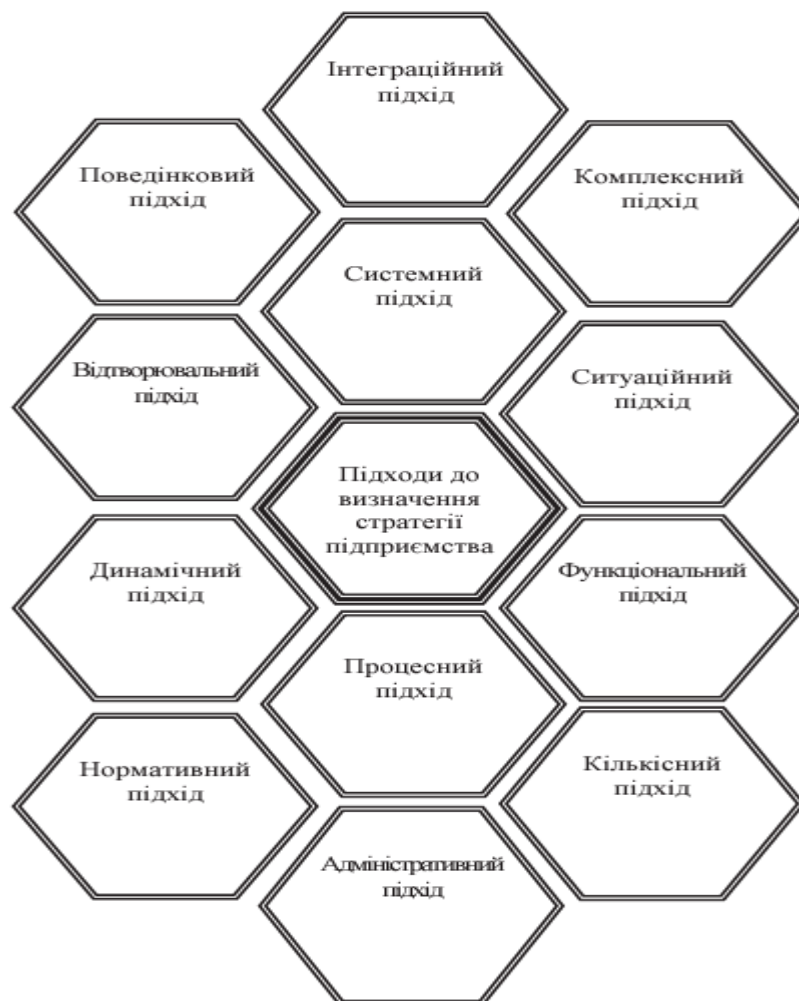 Інтеграційний
підхід
Поведінковий
підхід
Комплексний
підхід
Системний
підхід
Відтворювальний
підхід
Ситуаційний
підхід
Підходи до
визначення
стратегії
підприємства
Динамічний
підхід
Функціональний
підхід
Процесний
підхід
Нормативний
підхід
Кількісний
підхід
Адміністративний
підхід